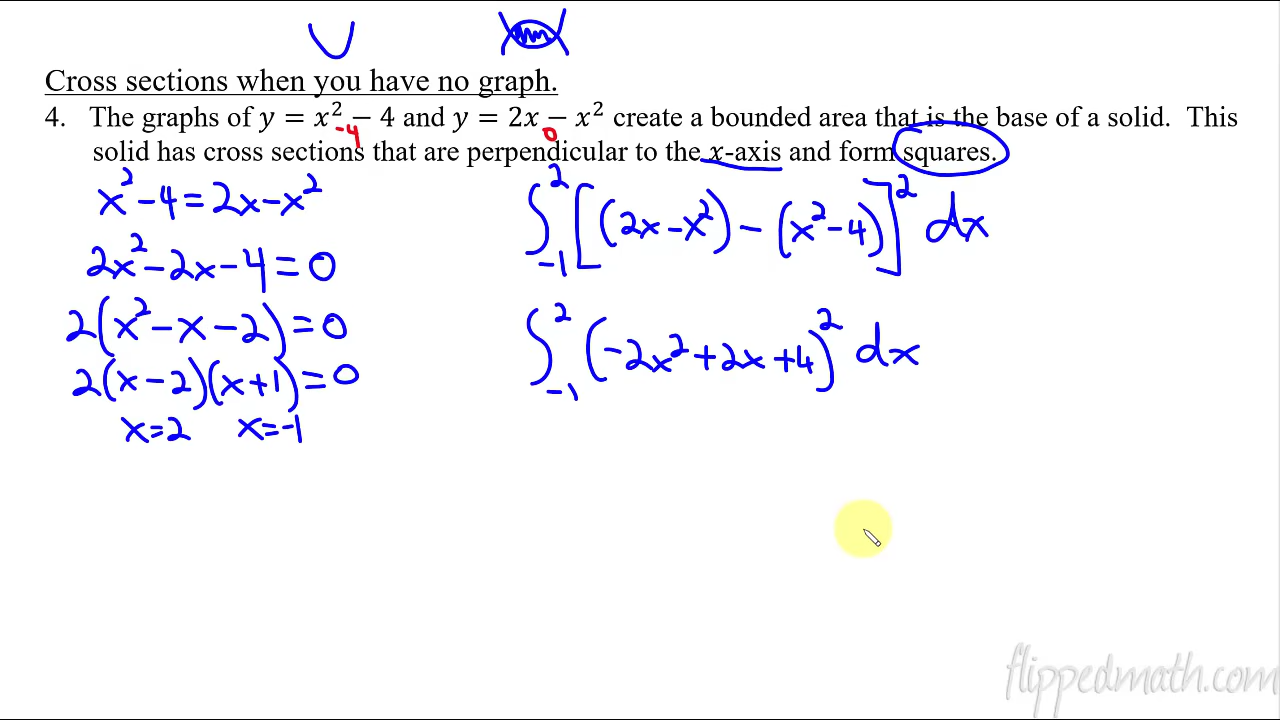 Cross sections when you have no graph.
4. The graphs of y = x² − 4 and y = 2x − x² create a bounded area that is the base of a solid. This
-4 0
solid has cross sections that are perpendicular to the x-axis and form squares.
x² − 4 = 2x − x²
2x² − 2x − 4 = 0
2(x² − x − 2) = 0
2(x − 2)(x + 1) = 0
x = 2 x = -1
∫₋₁² [(2x − x²) − (x² − 4)]² dx
∫₋₁² (-2x² + 2x + 4)² dx
flippedmath.com